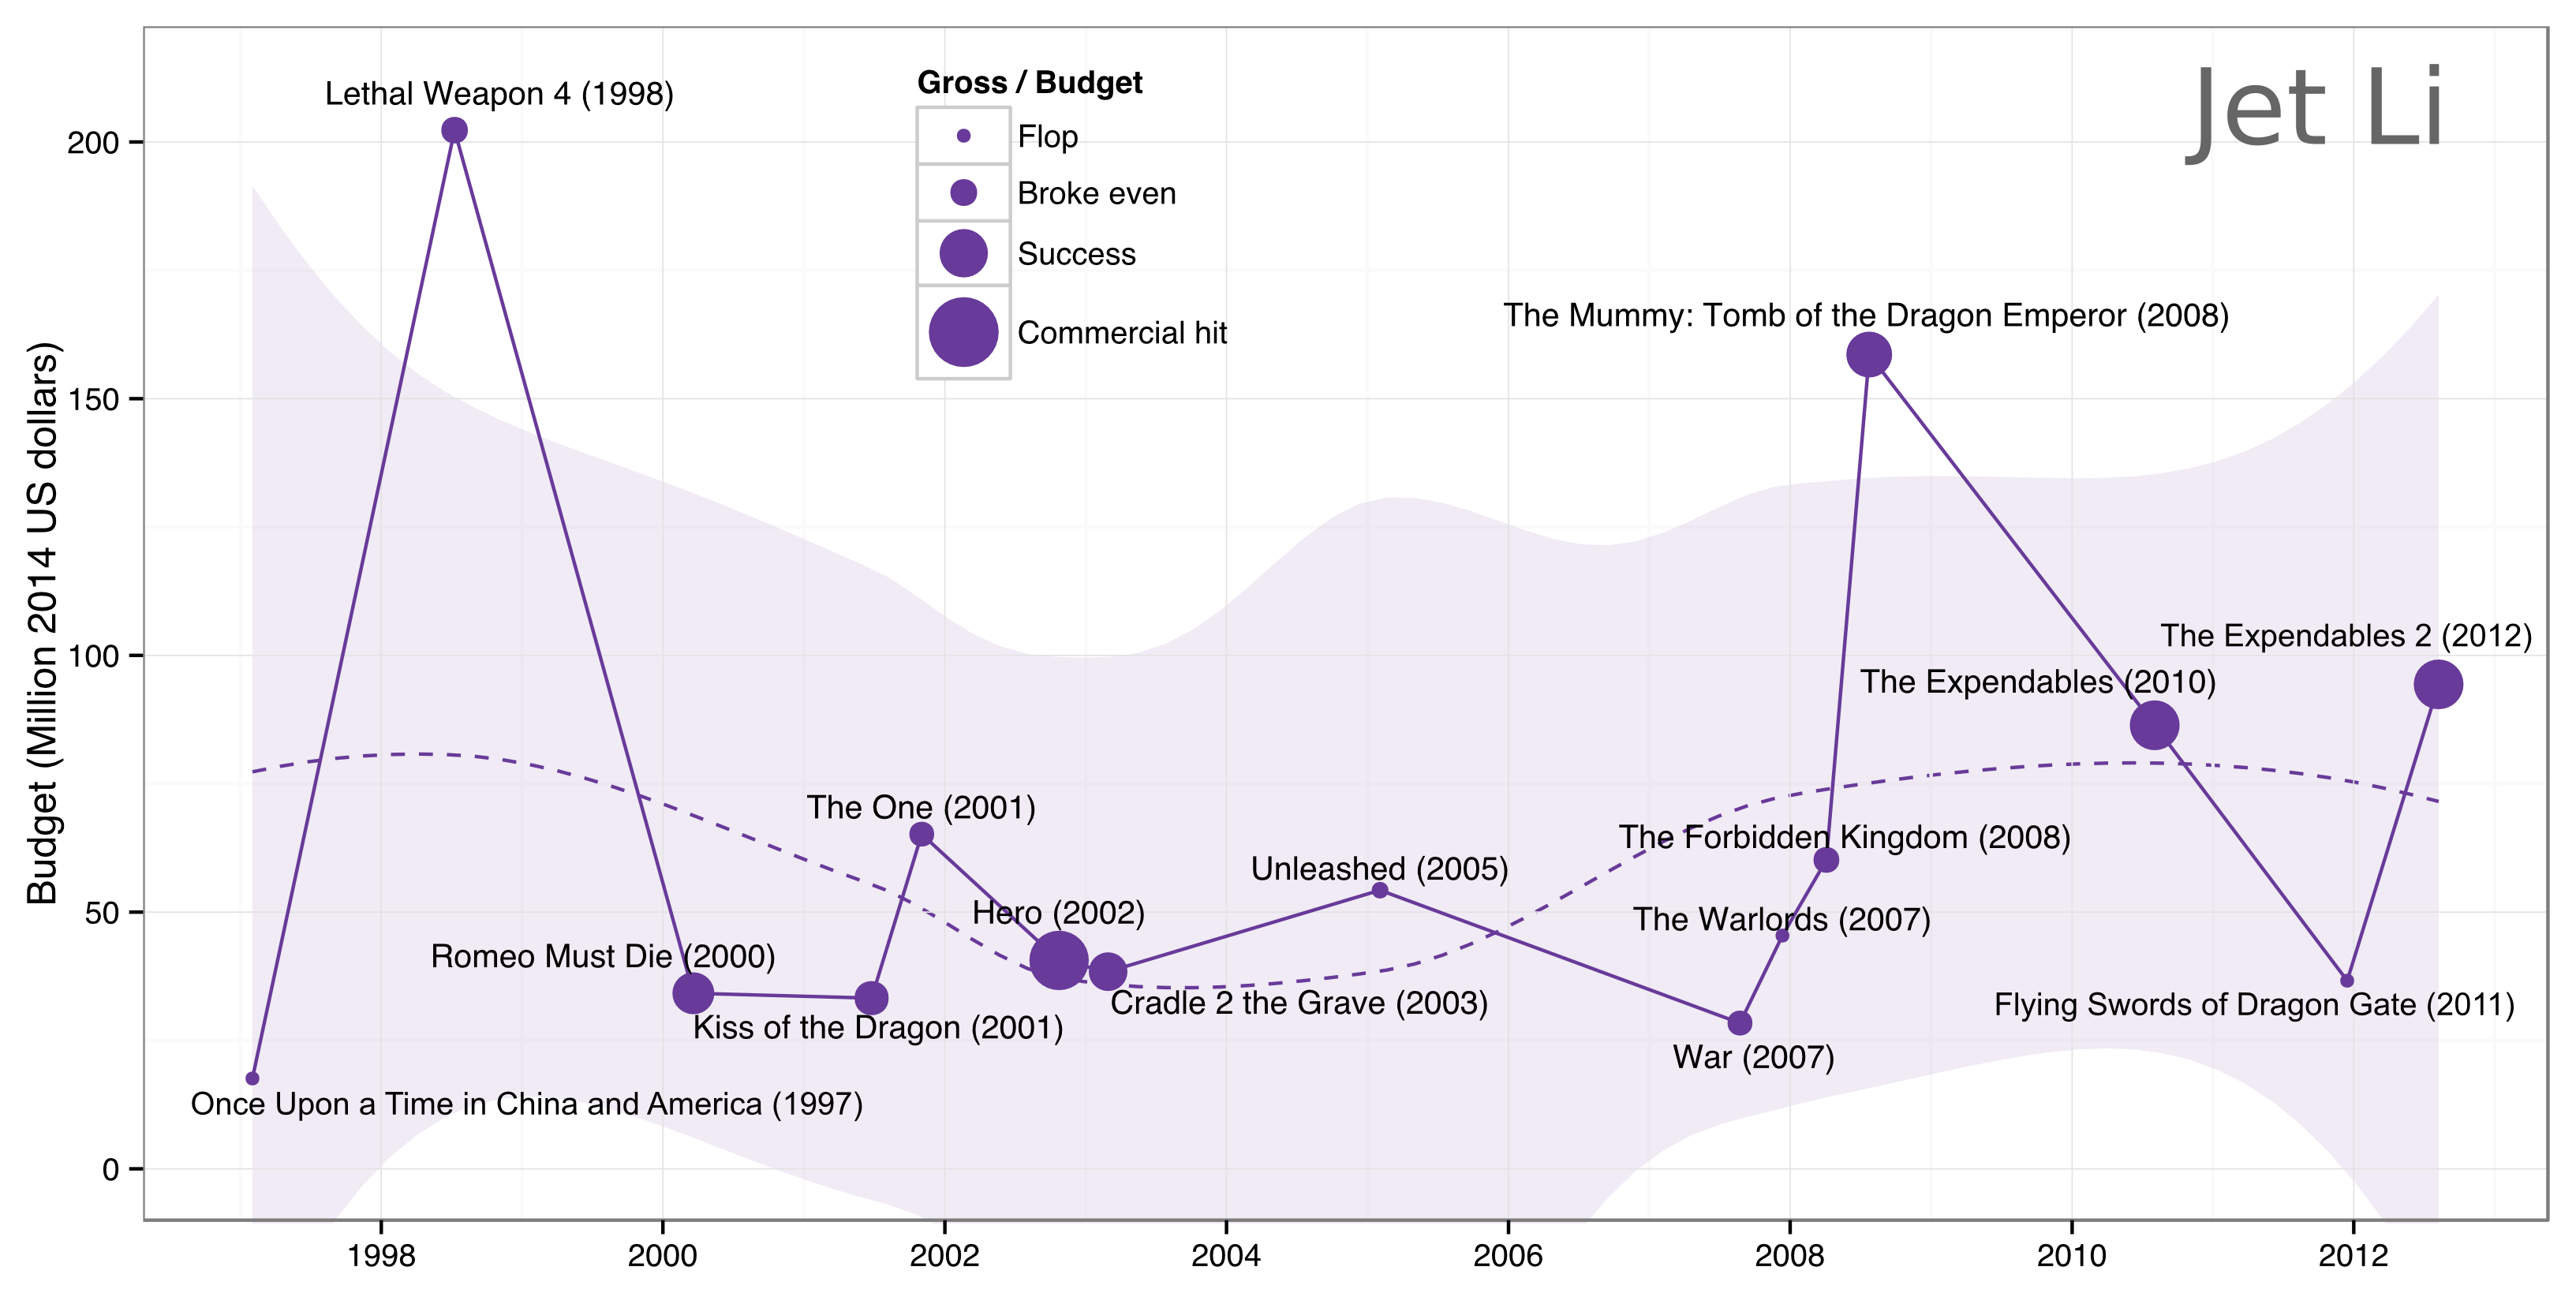 Jet Li
Gross / Budget
Flop
Broke even
Success
Commercial hit
Budget (Million 2014 US dollars)
200
150
100
50
0
Lethal Weapon 4 (1998)
The Mummy: Tomb of the Dragon Emperor (2008)
The Expendables 2 (2012)
The Expendables (2010)
The One (2001)
The Forbidden Kingdom (2008)
Unleashed (2005)
Hero (2002)
The Warlords (2007)
Romeo Must Die (2000)
Cradle 2 the Grave (2003)
Flying Swords of Dragon Gate (2011)
Kiss of the Dragon (2001)
War (2007)
Once Upon a Time in China and America (1997)
1998 2000 2002 2004 2006 2008 2010 2012